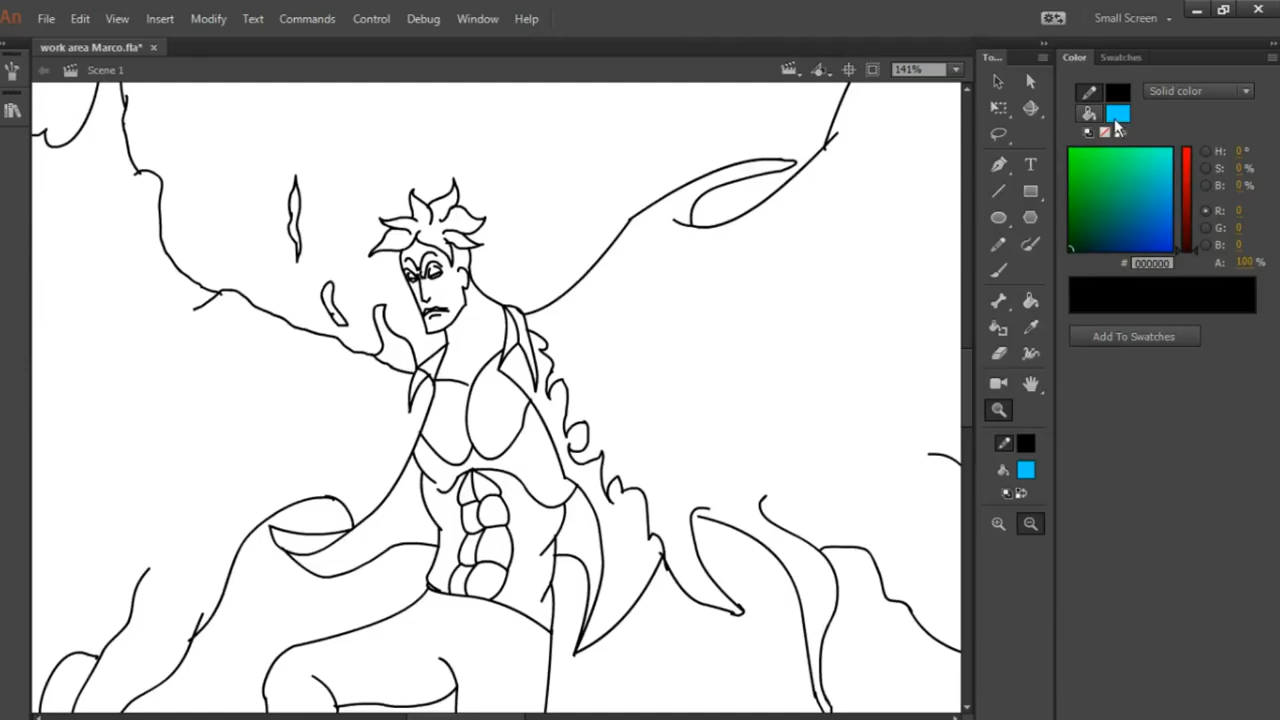 An File Edit View Insert Modify Text Commands Control Debug Window Help Small Screen
work area Marco.fla*
Scene 1 141%
To...
Color Swatches
Solid color
H: 0 °
S: 0 %
B: 0 %
R: 0
G: 0
B: 0
# 000000 A: 100 %
Add To Swatches